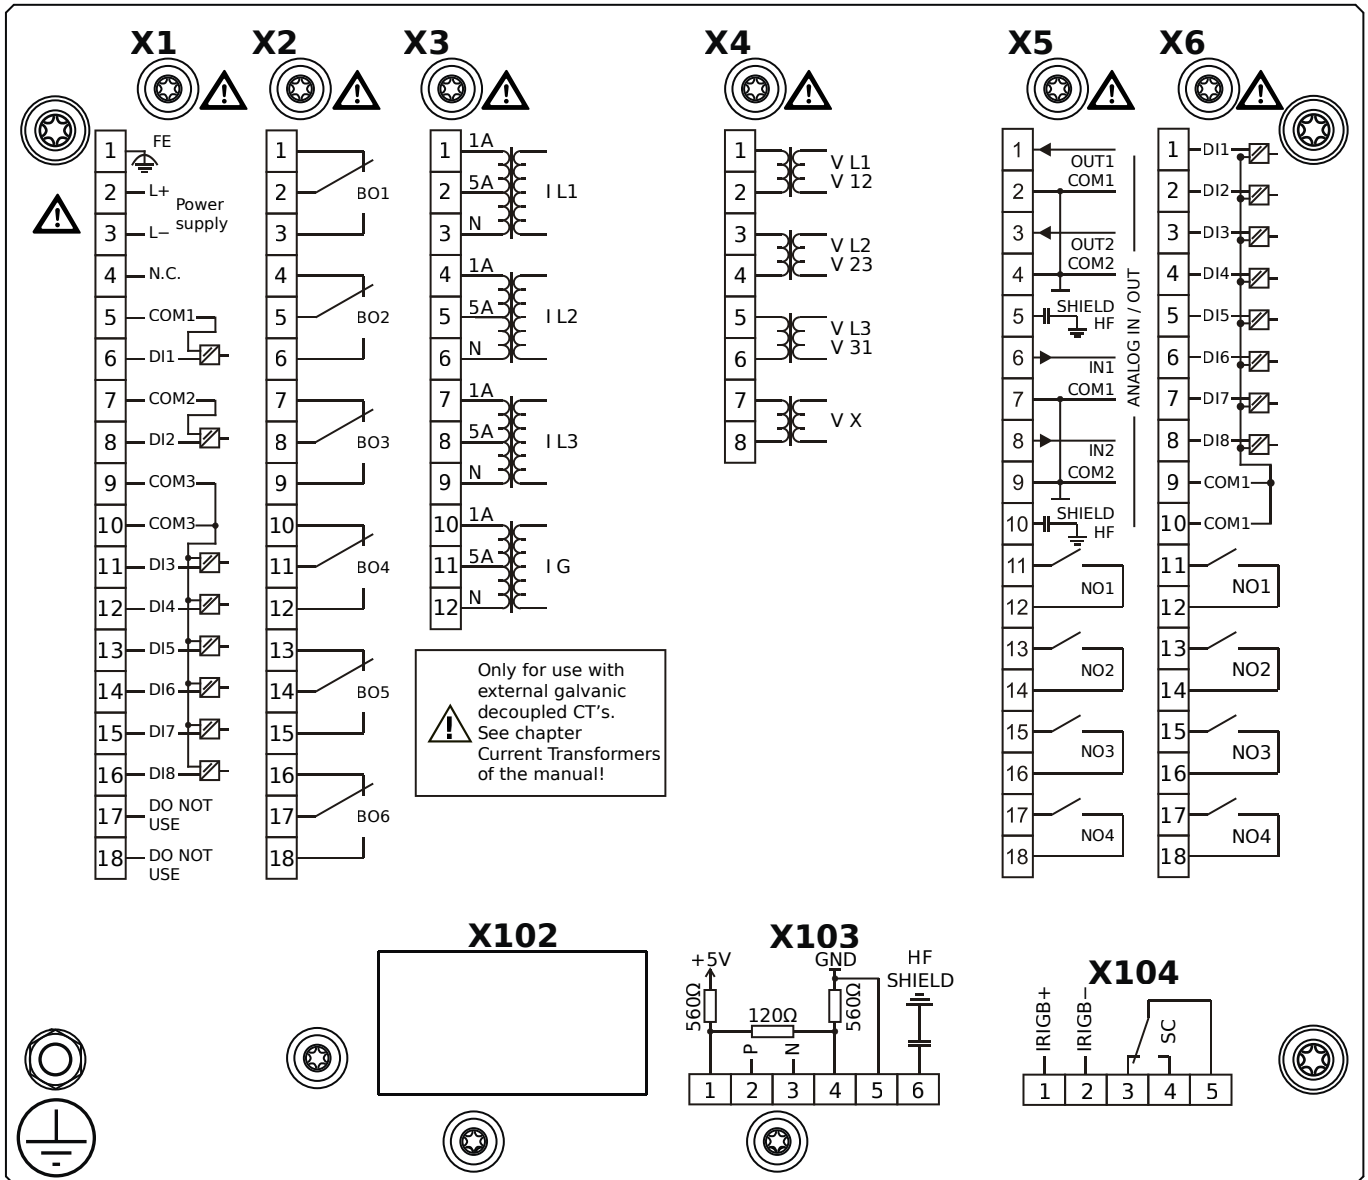 X1
1 FE
2 L+
Power
supply
3 L−
4 N.C.
5 COM1
6 DI1
7 COM2
8 DI2
9 COM3
10 COM3
11 DI3
12 DI4
13 DI5
14 DI6
15 DI7
16 DI8
17 DO NOT
USE
18 DO NOT
USE
X2
1
2 BO1
3
4
5 BO2
6
7
8 BO3
9
10
11 BO4
12
13
14 BO5
15
16
17 BO6
18
X3
1 1A
2 5A I L1
3 N
4 1A
5 5A I L2
6 N
7 1A
8 5A I L3
9 N
10 1A
11 5A I G
12 N
Only for use with
external galvanic
decoupled CT's.
See chapter
Current Transformers
of the manual!
X4
1 V L1
2 V 12
3 V L2
4 V 23
5 V L3
6 V 31
7 V X
8
X5
1 OUT1
2 COM1
3 OUT2
4 COM2
5 SHIELD
HF
6 IN1
7 COM1
8 IN2
9 COM2
10 SHIELD
HF
ANALOG IN / OUT
11
NO1
12
13
NO2
14
15
NO3
16
17
NO4
18
X6
1 DI1
2 DI2
3 DI3
4 DI4
5 DI5
6 DI6
7 DI7
8 DI8
9 COM1
10 COM1
11
NO1
12
13
NO2
14
15
NO3
16
17
NO4
18
X102
X103
+5V GND HF
SHIELD
560Ω 120Ω 560Ω
P N
1 2 3 4 5 6
X104
IRIGB+ IRIGB− SC
1 2 3 4 5